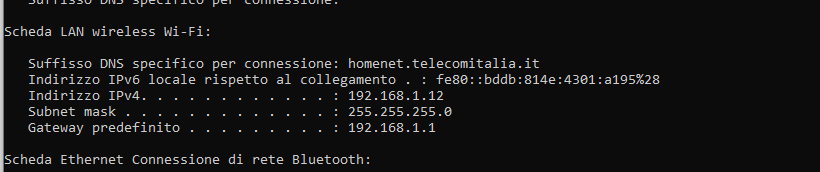 Suffisso DNS specifico per connessione:
Scheda LAN wireless Wi-Fi:
Suffisso DNS specifico per connessione: homenet.telecomitalia.it
Indirizzo IPv6 locale rispetto al collegamento . : fe80::bddb:814e:4301:a195%28
Indirizzo IPv4. . . . . . . . . . . . : 192.168.1.12
Subnet mask . . . . . . . . . . . . . : 255.255.255.0
Gateway predefinito . . . . . . . . . : 192.168.1.1
Scheda Ethernet Connessione di rete Bluetooth: